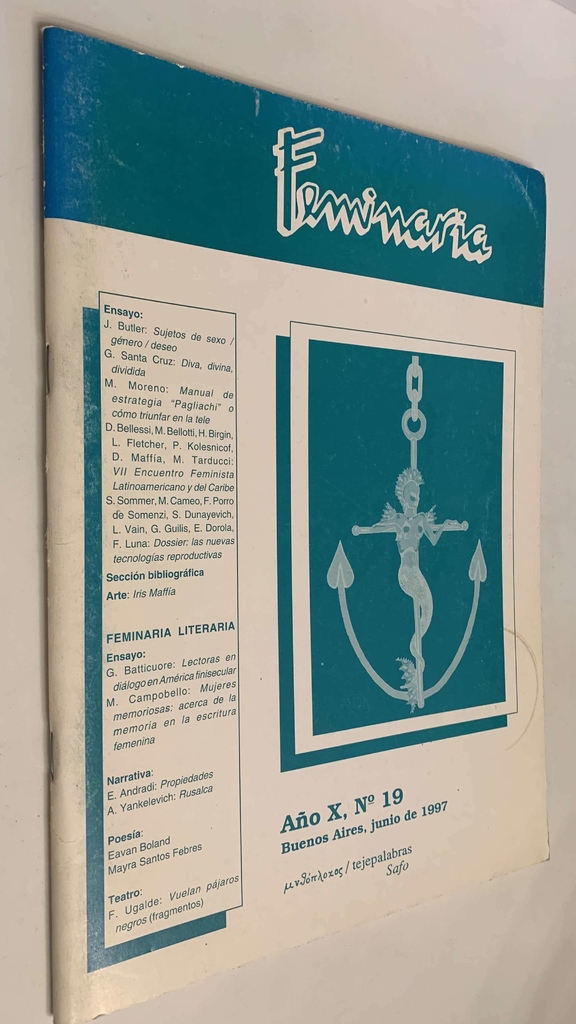 Feminaria
Ensayo:
J. Butler: Sujetos de sexo /
género / deseo
G. Santa Cruz: Diva, divina,
dividida
M. Moreno: Manual de
estrategia "Pagliachi" o
cómo triunfar en la tele
D. Bellessi, M. Bellotti, H. Birgin,
L. Fletcher, P. Kolesnicof,
D. Maffía, M. Tarducci:
VII Encuentro Feminista
Latinoamericano y del Caribe
S. Sommer, M. Cameo, F. Porro
de Somenzi, S. Dunayevich,
L. Vain, G. Guilis, E. Dorola,
F. Luna: Dossier: las nuevas
tecnologías reproductivas
Sección bibliográfica
Arte: Iris Maffía
FEMINARIA LITERARIA
Ensayo:
G. Batticuore: Lectoras en
diálogo en América finisecular
M. Campobello: Mujeres
memoriosas: acerca de la
memoria en la escritura
femenina
Narrativa:
E. Andradi: Propiedades
A. Yankelevich: Rusalca
Poesía:
Eavan Boland
Mayra Santos Febres
Teatro:
F. Ugalde: Vuelan pájaros
negros (fragmentos)
Año X, Nº 19
Buenos Aires, junio de 1997
μυθόπλοκος / tejepalabras
Safo